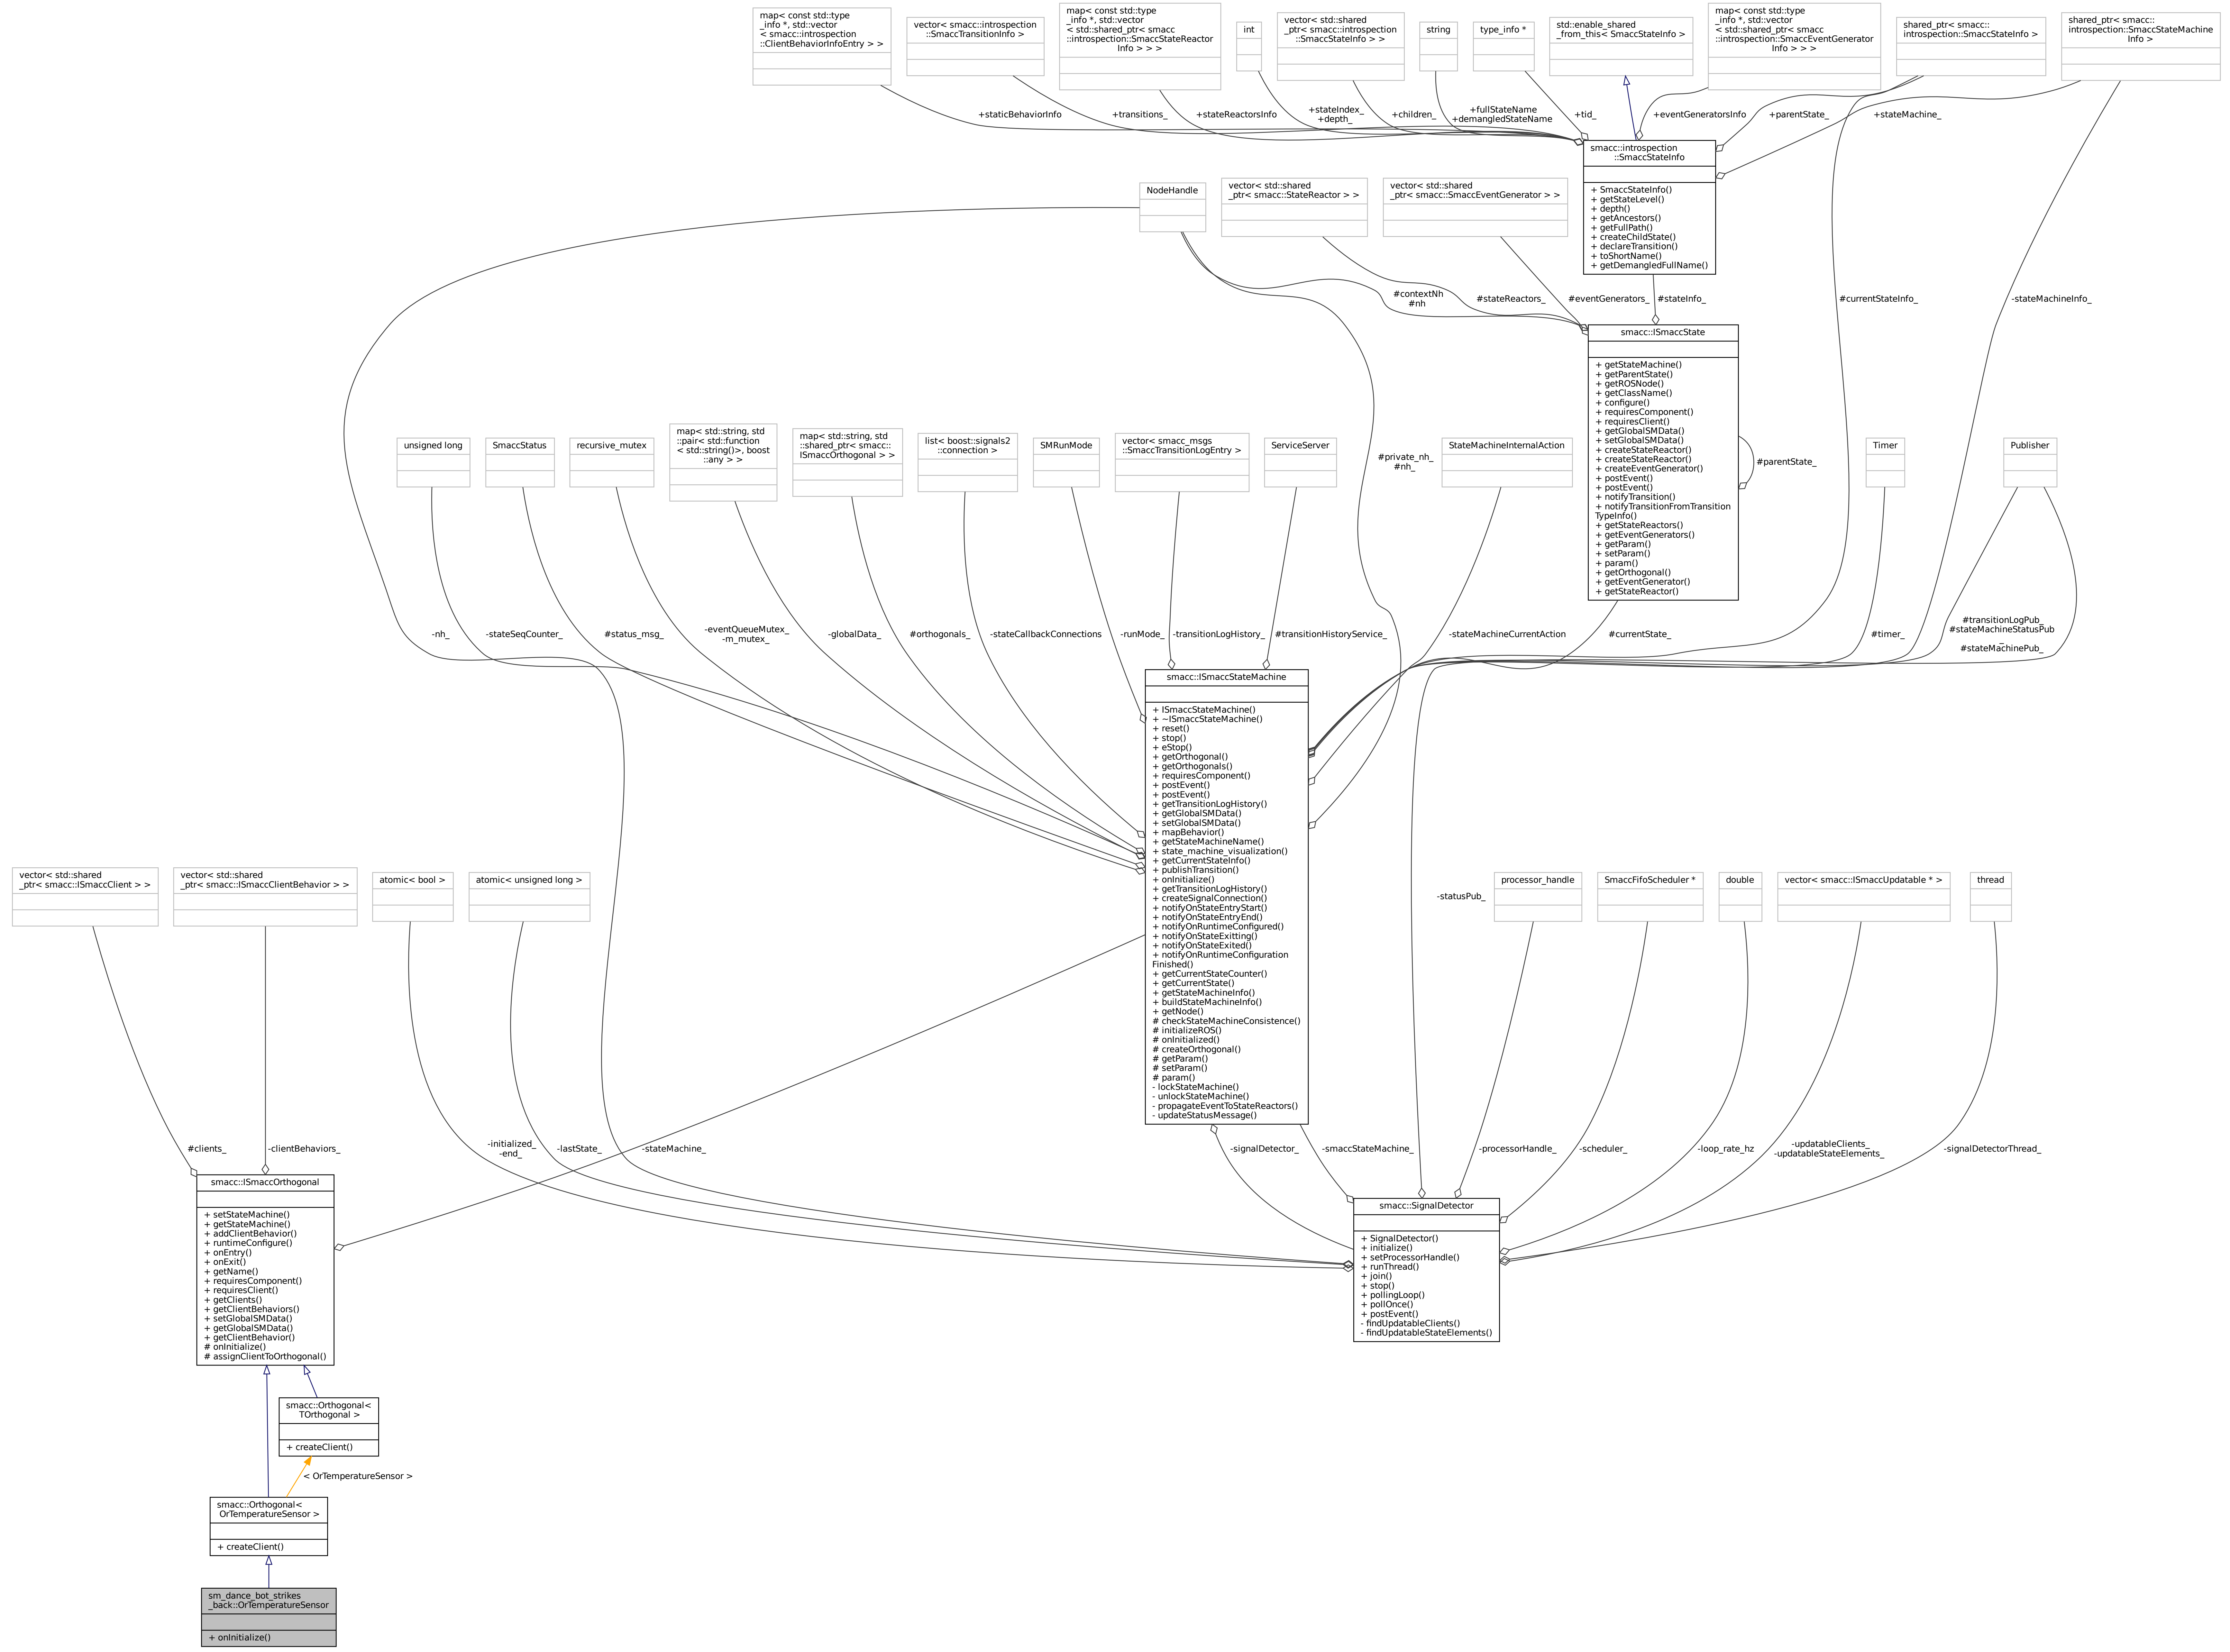 map< const std::type
_info *, std::vector
< smacc::introspection
::ClientBehaviorInfoEntry > >
vector< smacc::introspection
::SmaccTransitionInfo >
map< const std::type
_info *, std::vector
< std::shared_ptr< smacc
::introspection::SmaccStateReactor
Info > > >
int
vector< std::shared
_ptr< smacc::introspection
::SmaccStateInfo > >
string
type_info *
std::enable_shared
_from_this< SmaccStateInfo >
map< const std::type
_info *, std::vector
< std::shared_ptr< smacc
::introspection::SmaccEventGenerator
Info > > >
shared_ptr< smacc::
introspection::SmaccStateInfo >
shared_ptr< smacc::
introspection::SmaccStateMachine
Info >
+staticBehaviorInfo
+transitions_
+stateReactorsInfo
+stateIndex_
+depth_
+children_
+fullStateName
+demangledStateName
+tid_
+eventGeneratorsInfo
+parentState_
+stateMachine_
smacc::introspection
::SmaccStateInfo
+ SmaccStateInfo()
+ getStateLevel()
+ depth()
+ getAncestors()
+ getFullPath()
+ createChildState()
+ declareTransition()
+ toShortName()
+ getDemangledFullName()
NodeHandle
vector< std::shared
_ptr< smacc::StateReactor > >
vector< std::shared
_ptr< smacc::SmaccEventGenerator > >
#contextNh
#nh
#stateReactors_
#eventGenerators_
#stateInfo_
#currentStateInfo_
-stateMachineInfo_
smacc::ISmaccState
+ getStateMachine()
+ getParentState()
+ getROSNode()
+ getClassName()
+ configure()
+ requiresComponent()
+ requiresClient()
+ getGlobalSMData()
+ setGlobalSMData()
+ createStateReactor()
+ createStateReactor()
+ createEventGenerator()
+ postEvent()
+ postEvent()
+ notifyTransition()
+ notifyTransitionFromTransition
TypeInfo()
+ getStateReactors()
+ getEventGenerators()
+ getParam()
+ setParam()
+ param()
+ getOrthogonal()
+ getEventGenerator()
+ getStateReactor()
#parentState_
unsigned long
SmaccStatus
recursive_mutex
map< std::string, std
::pair< std::function
< std::string()>, boost
::any > >
map< std::string, std
::shared_ptr< smacc::
ISmaccOrthogonal > >
list< boost::signals2
::connection >
SMRunMode
vector< smacc_msgs
::SmaccTransitionLogEntry >
ServiceServer
#private_nh_
#nh_
StateMachineInternalAction
Timer
Publisher
-nh_
-stateSeqCounter_
#status_msg_
-eventQueueMutex_
-m_mutex_
-globalData_
#orthogonals_
-stateCallbackConnections
-runMode_
-transitionLogHistory_
#transitionHistoryService_
-stateMachineCurrentAction
#currentState_
#timer_
#transitionLogPub_
#stateMachineStatusPub
_
#stateMachinePub_
smacc::ISmaccStateMachine
+ ISmaccStateMachine()
+ ~ISmaccStateMachine()
+ reset()
+ stop()
+ eStop()
+ getOrthogonal()
+ getOrthogonals()
+ requiresComponent()
+ postEvent()
+ postEvent()
+ getTransitionLogHistory()
+ getGlobalSMData()
+ setGlobalSMData()
+ mapBehavior()
+ getStateMachineName()
+ state_machine_visualization()
+ getCurrentStateInfo()
+ publishTransition()
+ onInitialize()
+ getTransitionLogHistory()
+ createSignalConnection()
+ notifyOnStateEntryStart()
+ notifyOnStateEntryEnd()
+ notifyOnRuntimeConfigured()
+ notifyOnStateExitting()
+ notifyOnStateExited()
+ notifyOnRuntimeConfiguration
Finished()
+ getCurrentStateCounter()
+ getCurrentState()
+ getStateMachineInfo()
+ buildStateMachineInfo()
+ getNode()
# checkStateMachineConsistence()
# initializeROS()
# onInitialized()
# createOrthogonal()
# getParam()
# setParam()
# param()
- lockStateMachine()
- unlockStateMachine()
- propagateEventToStateReactors()
- updateStatusMessage()
vector< std::shared
_ptr< smacc::ISmaccClient > >
vector< std::shared
_ptr< smacc::ISmaccClientBehavior > >
atomic< bool >
atomic< unsigned long >
-statusPub_
processor_handle
SmaccFifoScheduler *
double
vector< smacc::ISmaccUpdatable * >
thread
#clients_
-clientBehaviors_
-initialized_
-end_
-lastState_
-stateMachine_
-signalDetector_
-smaccStateMachine_
-processorHandle_
-scheduler_
-loop_rate_hz
-updatableClients_
-updatableStateElements_
-signalDetectorThread_
smacc::ISmaccOrthogonal
+ setStateMachine()
+ getStateMachine()
+ addClientBehavior()
+ runtimeConfigure()
+ onEntry()
+ onExit()
+ getName()
+ requiresComponent()
+ requiresClient()
+ getClients()
+ getClientBehaviors()
+ setGlobalSMData()
+ getGlobalSMData()
+ getClientBehavior()
# onInitialize()
# assignClientToOrthogonal()
smacc::SignalDetector
+ SignalDetector()
+ initialize()
+ setProcessorHandle()
+ runThread()
+ join()
+ stop()
+ pollingLoop()
+ pollOnce()
+ postEvent()
- findUpdatableClients()
- findUpdatableStateElements()
smacc::Orthogonal<
TOrthogonal >
+ createClient()
< OrTemperatureSensor >
smacc::Orthogonal<
OrTemperatureSensor >
+ createClient()
sm_dance_bot_strikes
_back::OrTemperatureSensor
+ onInitialize()